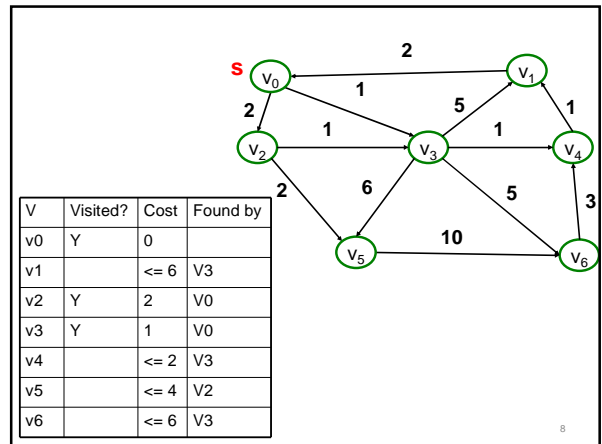 2
s
v0
v1
1
2
5
1
1
v2
1
v3
v4
2
6
5
3
v5
10
v6
V Visited? Cost Found by
v0 Y 0
v1 <= 6 V3
v2 Y 2 V0
v3 Y 1 V0
v4 <= 2 V3
v5 <= 4 V2
v6 <= 6 V3
8